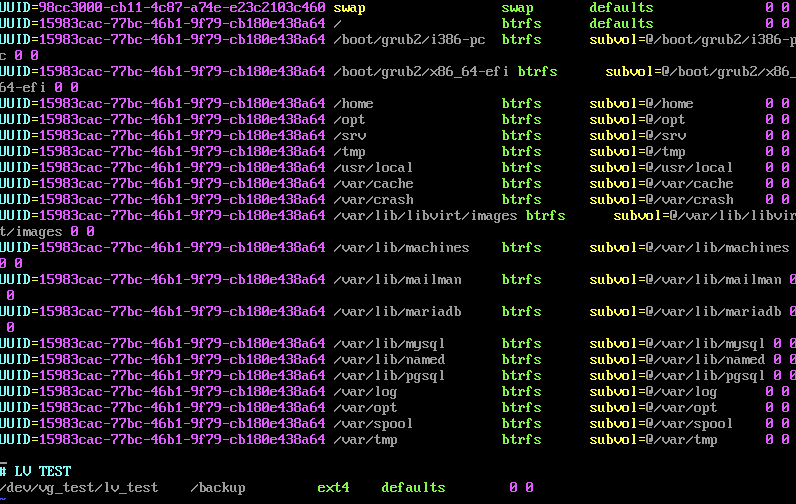 UUID=98cc3000-cb11-4c87-a74e-e23c2103c460 swap swap defaults 0 0
UUID=15983cac-77bc-46b1-9f79-cb180e438a64 / btrfs defaults 0 0
UUID=15983cac-77bc-46b1-9f79-cb180e438a64 /boot/grub2/i386-pc btrfs subvol=@/boot/grub2/i386-p
c 0 0
UUID=15983cac-77bc-46b1-9f79-cb180e438a64 /boot/grub2/x86_64-efi btrfs subvol=@/boot/grub2/x86_
64-efi 0 0
UUID=15983cac-77bc-46b1-9f79-cb180e438a64 /home btrfs subvol=@/home 0 0
UUID=15983cac-77bc-46b1-9f79-cb180e438a64 /opt btrfs subvol=@/opt 0 0
UUID=15983cac-77bc-46b1-9f79-cb180e438a64 /srv btrfs subvol=@/srv 0 0
UUID=15983cac-77bc-46b1-9f79-cb180e438a64 /tmp btrfs subvol=@/tmp 0 0
UUID=15983cac-77bc-46b1-9f79-cb180e438a64 /usr/local btrfs subvol=@/usr/local 0 0
UUID=15983cac-77bc-46b1-9f79-cb180e438a64 /var/cache btrfs subvol=@/var/cache 0 0
UUID=15983cac-77bc-46b1-9f79-cb180e438a64 /var/crash btrfs subvol=@/var/crash 0 0
UUID=15983cac-77bc-46b1-9f79-cb180e438a64 /var/lib/libvirt/images btrfs subvol=@/var/lib/libvir
t/images 0 0
UUID=15983cac-77bc-46b1-9f79-cb180e438a64 /var/lib/machines btrfs subvol=@/var/lib/machines
0 0
UUID=15983cac-77bc-46b1-9f79-cb180e438a64 /var/lib/mailman btrfs subvol=@/var/lib/mailman 0
0
UUID=15983cac-77bc-46b1-9f79-cb180e438a64 /var/lib/mariadb btrfs subvol=@/var/lib/mariadb 0
0
UUID=15983cac-77bc-46b1-9f79-cb180e438a64 /var/lib/mysql btrfs subvol=@/var/lib/mysql 0 0
UUID=15983cac-77bc-46b1-9f79-cb180e438a64 /var/lib/named btrfs subvol=@/var/lib/named 0 0
UUID=15983cac-77bc-46b1-9f79-cb180e438a64 /var/lib/pgsql btrfs subvol=@/var/lib/pgsql 0 0
UUID=15983cac-77bc-46b1-9f79-cb180e438a64 /var/log btrfs subvol=@/var/log 0 0
UUID=15983cac-77bc-46b1-9f79-cb180e438a64 /var/opt btrfs subvol=@/var/opt 0 0
UUID=15983cac-77bc-46b1-9f79-cb180e438a64 /var/spool btrfs subvol=@/var/spool 0 0
UUID=15983cac-77bc-46b1-9f79-cb180e438a64 /var/tmp btrfs subvol=@/var/tmp 0 0
# LV TEST
/dev/vg_test/lv_test /backup ext4 defaults 0 0
~